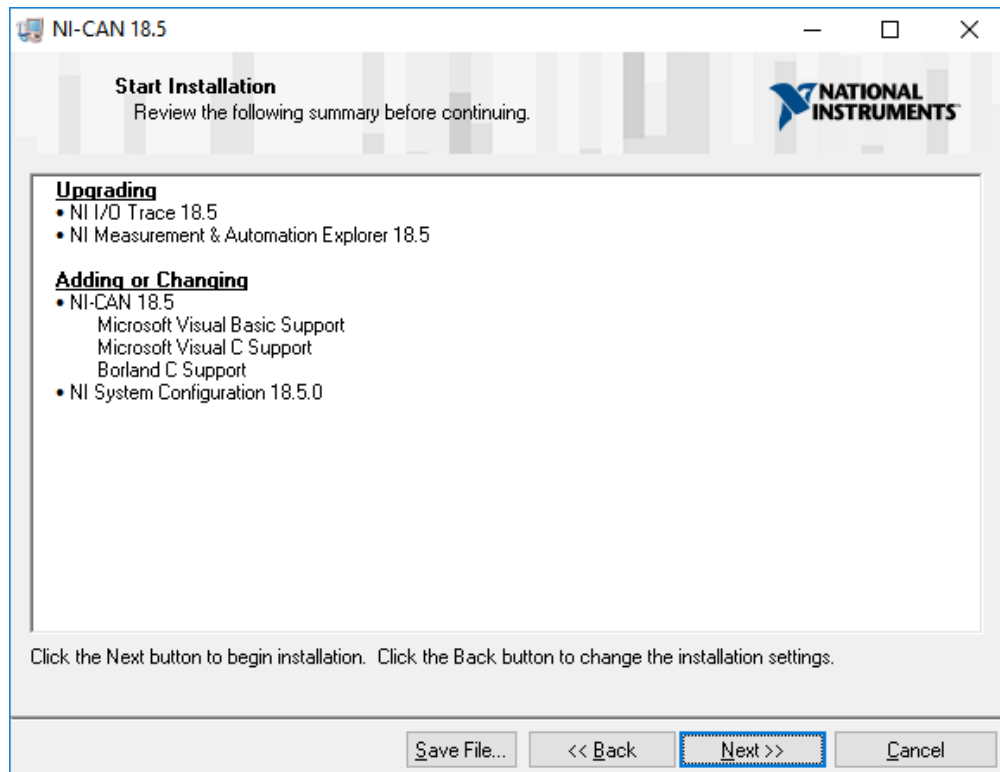 NI-CAN 18.5
Start Installation
Review the following summary before continuing.
NATIONAL
INSTRUMENTS™
Upgrading
• NI I/O Trace 18.5
• NI Measurement & Automation Explorer 18.5
Adding or Changing
• NI-CAN 18.5
Microsoft Visual Basic Support
Microsoft Visual C Support
Borland C Support
• NI System Configuration 18.5.0
Click the Next button to begin installation.  Click the Back button to change the installation settings.
Save File... << Back Next >> Cancel